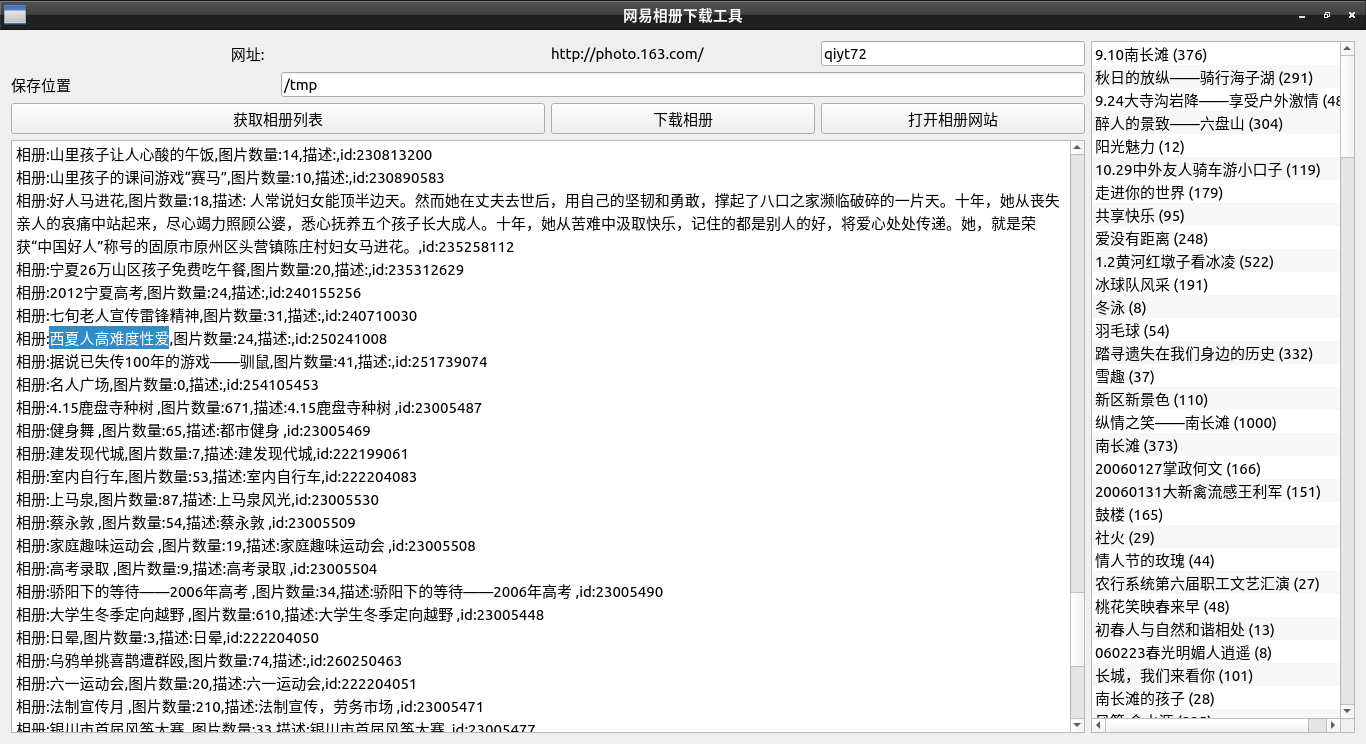 网易相册下载工具
网址:
http://photo.163.com/
qiyt72
保存位置
/tmp
获取相册列表
下载相册
打开相册网站
相册:山里孩子让人心酸的午饭,图片数量:14,描述:,id:230813200
相册:山里孩子的课间游戏“赛马”,图片数量:10,描述:,id:230890583
相册:好人马进花,图片数量:18,描述: 人常说妇女能顶半边天。然而她在丈夫去世后，用自己的坚韧和勇敢，撑起了八口之家濒临破碎的一片天。十年，她从丧失
亲人的哀痛中站起来，尽心竭力照顾公婆，悉心抚养五个孩子长大成人。十年，她从苦难中汲取快乐，记住的都是别人的好，将爱心处处传递。她，就是荣
获“中国好人”称号的固原市原州区头营镇陈庄村妇女马进花。,id:235258112
相册:宁夏26万山区孩子免费吃午餐,图片数量:20,描述:,id:235312629
相册:2012宁夏高考,图片数量:24,描述:,id:240155256
相册:七旬老人宣传雷锋精神,图片数量:31,描述:,id:240710030
相册:西夏人高难度性爱,图片数量:24,描述:,id:250241008
相册:据说已失传100年的游戏——驯鼠,图片数量:41,描述:,id:251739074
相册:名人广场,图片数量:0,描述:,id:254105453
相册:4.15鹿盘寺种树 ,图片数量:671,描述:4.15鹿盘寺种树 ,id:23005487
相册:健身舞 ,图片数量:65,描述:都市健身 ,id:23005469
相册:建发现代城,图片数量:7,描述:建发现代城,id:222199061
相册:室内自行车,图片数量:53,描述:室内自行车,id:222204083
相册:上马泉,图片数量:87,描述:上马泉风光,id:23005530
相册:蔡永敦 ,图片数量:54,描述:蔡永敦 ,id:23005509
相册:家庭趣味运动会 ,图片数量:19,描述:家庭趣味运动会 ,id:23005508
相册:高考录取 ,图片数量:9,描述:高考录取 ,id:23005504
相册:骄阳下的等待——2006年高考 ,图片数量:34,描述:骄阳下的等待——2006年高考 ,id:23005490
相册:大学生冬季定向越野 ,图片数量:610,描述:大学生冬季定向越野 ,id:23005448
相册:日晕,图片数量:3,描述:日晕,id:222204050
相册:乌鸦单挑喜鹊遭群殴,图片数量:74,描述:,id:260250463
相册:六一运动会,图片数量:20,描述:六一运动会,id:222204051
相册:法制宣传月 ,图片数量:210,描述:法制宣传，劳务市场 ,id:23005471
相册:银川市首届风筝大赛 ,图片数量:33,描述:银川市首届风筝大赛 ,id:23005477
9.10南长滩 (376)
秋日的放纵——骑行海子湖 (291)
9.24大寺沟岩降——享受户外激情 (48
醉人的景致——六盘山 (304)
阳光魅力 (12)
10.29中外友人骑车游小口子 (119)
走进你的世界 (179)
共享快乐 (95)
爱没有距离 (248)
1.2黄河红墩子看冰凌 (522)
冰球队风采 (191)
冬泳 (8)
羽毛球 (54)
踏寻遗失在我们身边的历史 (332)
雪趣 (37)
新区新景色 (110)
纵情之笑——南长滩 (1000)
南长滩 (373)
20060127掌政何文 (166)
20060131大新禽流感王利军 (151)
鼓楼 (165)
社火 (29)
情人节的玫瑰 (44)
农行系统第六届职工文艺汇演 (27)
桃花笑映春来早 (48)
初春人与自然和谐相处 (13)
060223春光明媚人逍遥 (8)
长城，我们来看你 (101)
南长滩的孩子 (28)